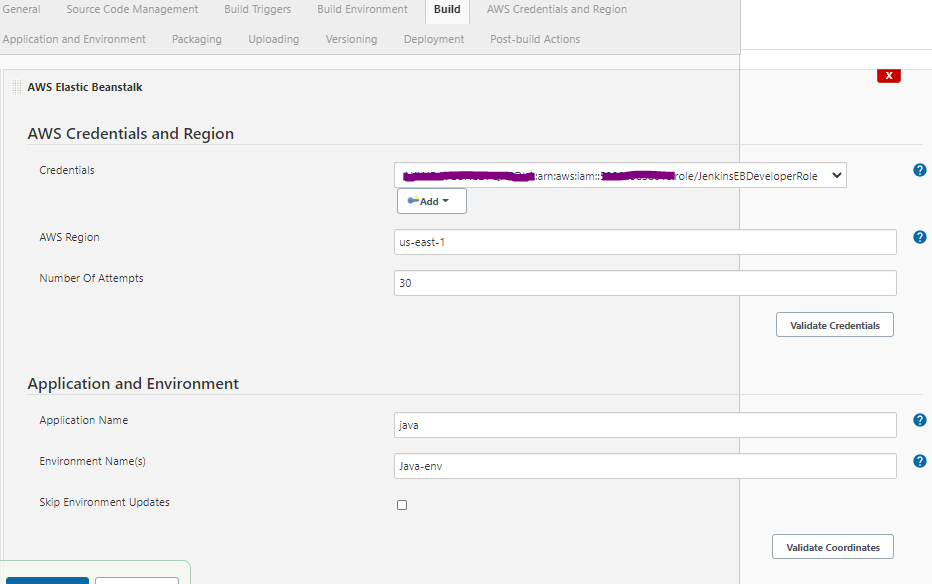 General Source Code Management Build Triggers Build Environment Build AWS Credentials and Region
Application and Environment Packaging Uploading Versioning Deployment Post-build Actions
AWS Elastic Beanstalk
X
AWS Credentials and Region
Credentials
:arn:aws:iam::
role/JenkinsEBDeveloperRole
?
Add
AWS Region
us-east-1
?
Number Of Attempts
30
Validate Credentials
Application and Environment
Application Name
java
?
Environment Name(s)
Java-env
?
Skip Environment Updates
Validate Coordinates